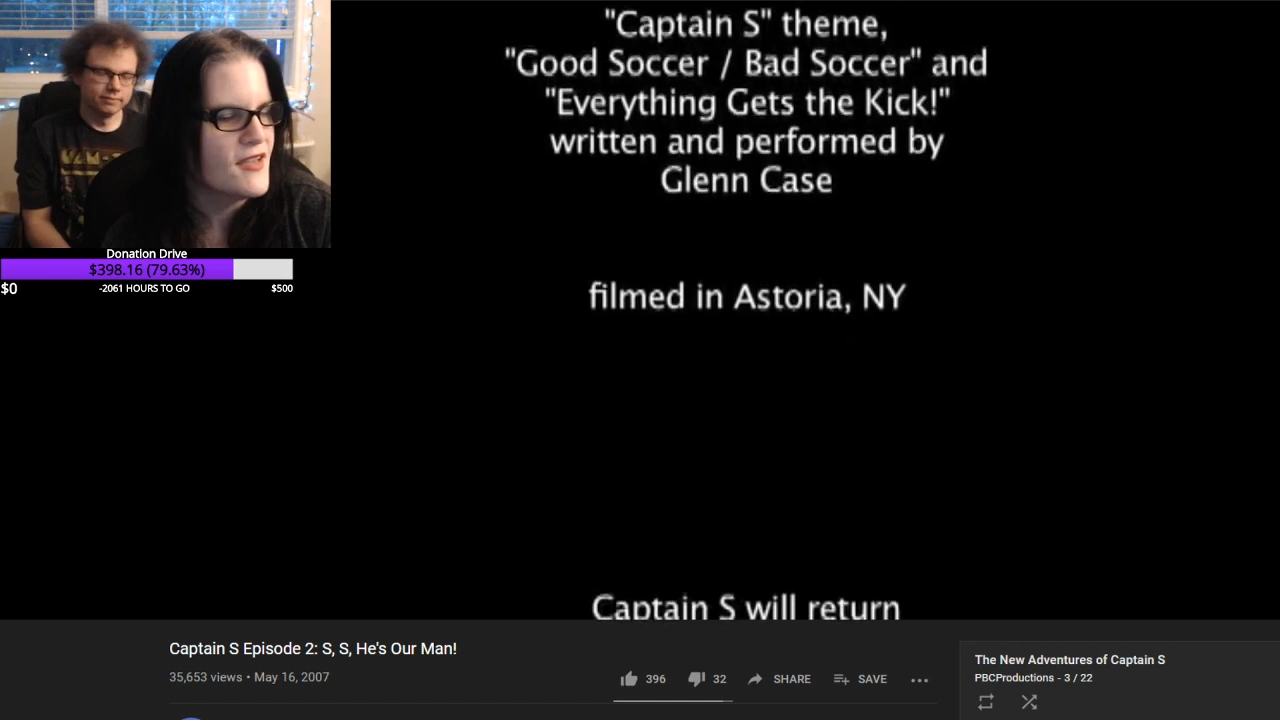 "Captain S" theme,
"Good Soccer / Bad Soccer" and
"Everything Gets the Kick!"
written and performed by
Glenn Case
filmed in Astoria, NY
Captain S will return
Donation Drive
$398.16 (79.63%)
$0
-2061 HOURS TO GO
$500
Captain S Episode 2: S, S, He's Our Man!
35,653 views • May 16, 2007
396
32
SHARE
SAVE
The New Adventures of Captain S
PBCProductions - 3 / 22